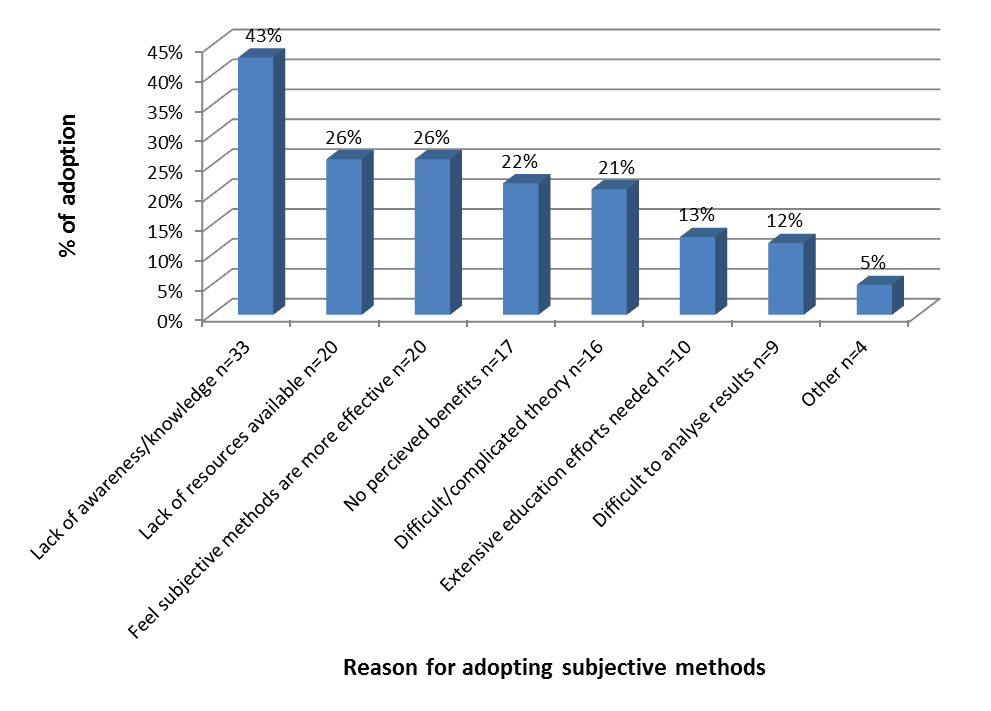 43%
26%
26%
22%
21%
13%
12%
5%
45%
40%
35%
30%
25%
20%
15%
10%
5%
0%
% of adoption
Lack of awareness/knowledge n=33
Lack of resources available n=20
Feel subjective methods are more effective n=20
No percieved benefits n=17
Difficult/complicated theory n=16
Extensive education efforts needed n=10
Difficult to analyse results n=9
Other n=4
Reason for adopting subjective methods